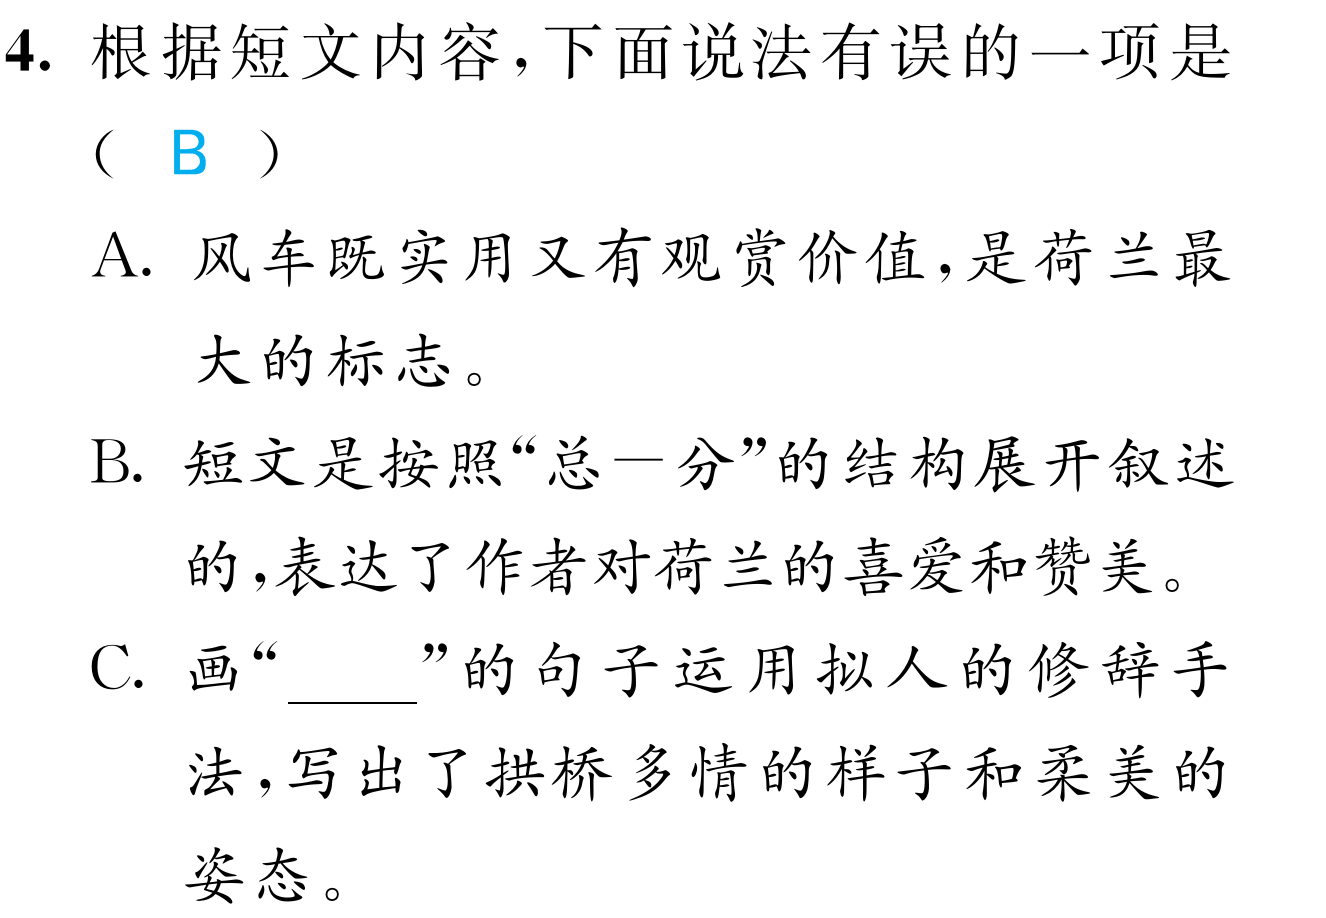 4. 根据短文内容,下面说法有误的一项是
( B )
A. 风车既实用又有观赏价值,是荷兰最
大的标志。
B. 短文是按照“总—分”的结构展开叙述
的,表达了作者对荷兰的喜爱和赞美。
C. 画“____”的句子运用拟人的修辞手
法,写出了拱桥多情的样子和柔美的
姿态。